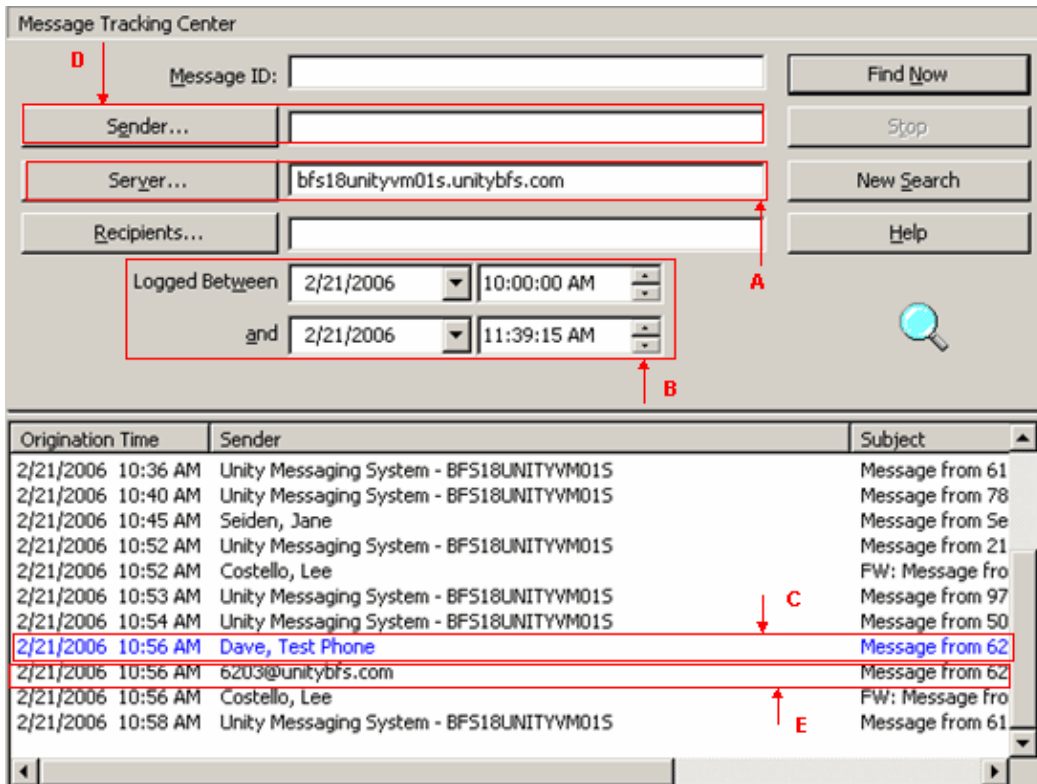 Message Tracking Center
D
Message ID:
Find Now
Sender...
Stop
Server...
bfs18unityvm01s.unitybfs.com
New Search
Recipients...
Help
A
Logged Between
2/21/2006
10:00:00 AM
and
2/21/2006
11:39:15 AM
B
Origination Time Sender Subject
2/21/2006 10:36 AM Unity Messaging System - BFS18UNITYVM01S Message from 61
2/21/2006 10:40 AM Unity Messaging System - BFS18UNITYVM01S Message from 78
2/21/2006 10:45 AM Seiden, Jane Message from Se
2/21/2006 10:52 AM Unity Messaging System - BFS18UNITYVM01S Message from 21
2/21/2006 10:52 AM Costello, Lee FW: Message fro
2/21/2006 10:53 AM Unity Messaging System - BFS18UNITYVM01S Message from 97
2/21/2006 10:54 AM Unity Messaging System - BFS18UNITYVM01S Message from 50
C
2/21/2006 10:56 AM Dave, Test Phone Message from 62
2/21/2006 10:56 AM 6203@unitybfs.com Message from 62
2/21/2006 10:56 AM Costello, Lee FW: Message fro
2/21/2006 10:58 AM Unity Messaging System - BFS18UNITYVM01S Message from 61
E